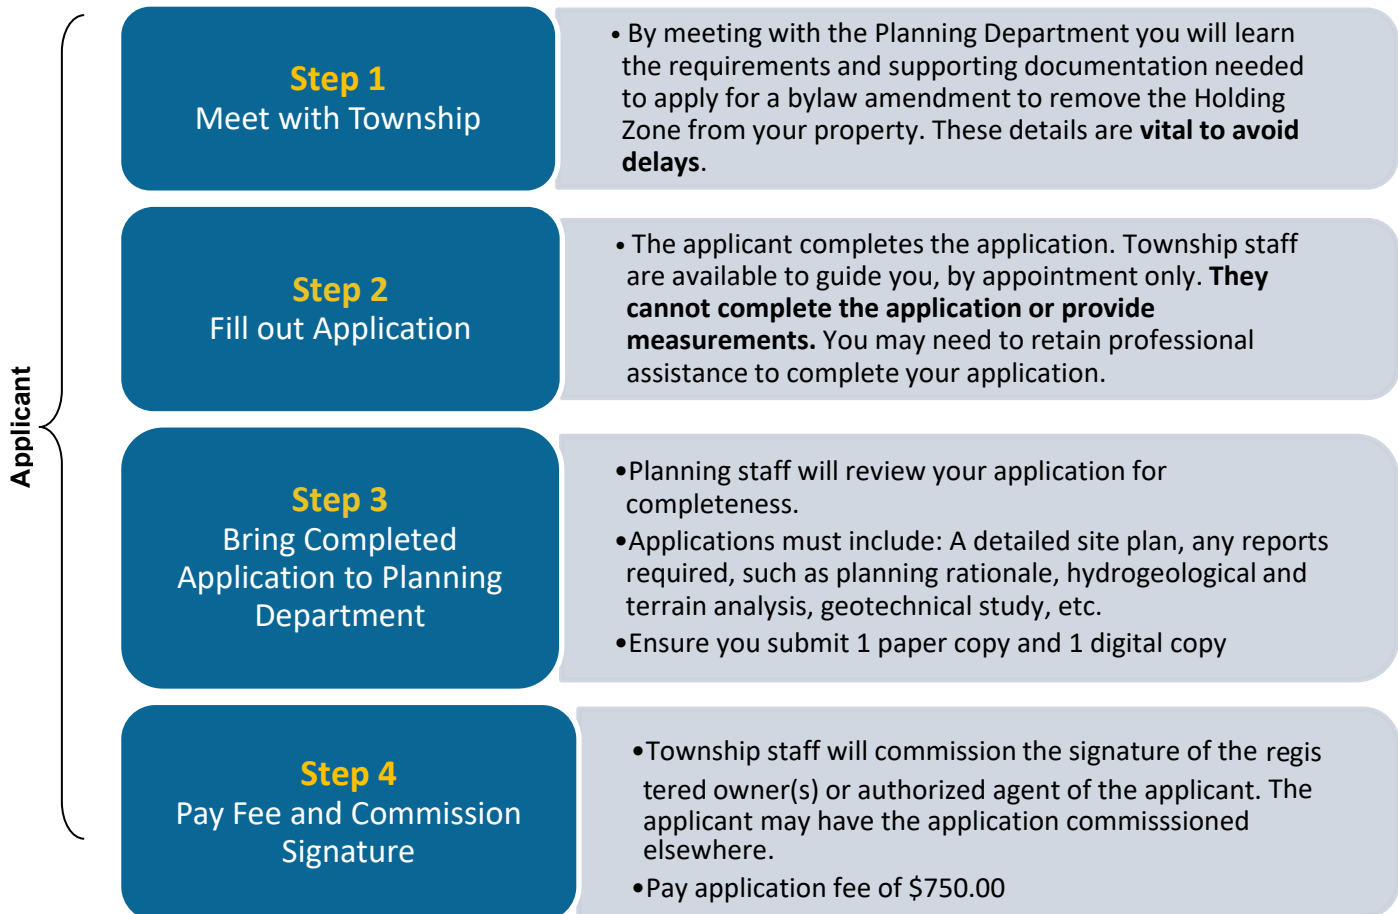 Applicant
Step 1
Meet with Township
• By meeting with the Planning Department you will learn
the requirements and supporting documentation needed
to apply for a bylaw amendment to remove the Holding
Zone from your property. These details are vital to avoid
delays.
Step 2
Fill out Application
• The applicant completes the application. Township staff
are available to guide you, by appointment only. They
cannot complete the application or provide
measurements. You may need to retain professional
assistance to complete your application.
Step 3
Bring Completed
Application to Planning
Department
•Planning staff will review your application for
completeness.
•Applications must include: A detailed site plan, any reports
required, such as planning rationale, hydrogeological and
terrain analysis, geotechnical study, etc.
•Ensure you submit 1 paper copy and 1 digital copy
Step 4
Pay Fee and Commission
Signature
•Township staff will commission the signature of the regis
tered owner(s) or authorized agent of the applicant. The
applicant may have the application commisssioned
elsewhere.
•Pay application fee of $750.00